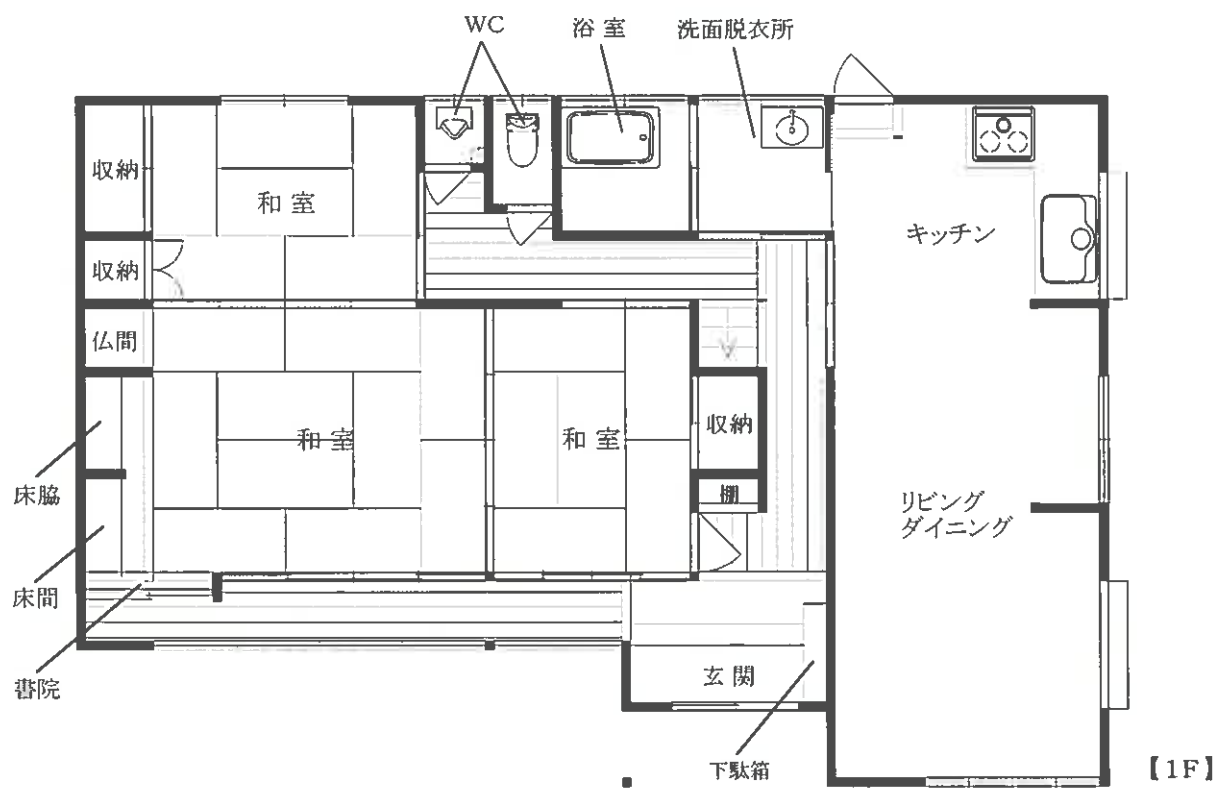 WC
浴室
洗面脱衣所
収納
和室
キッチン
収納
仏間
和室
和室
収納
床脇
棚
リビング
ダイニング
床間
書院
玄関
下駄箱
【1F】